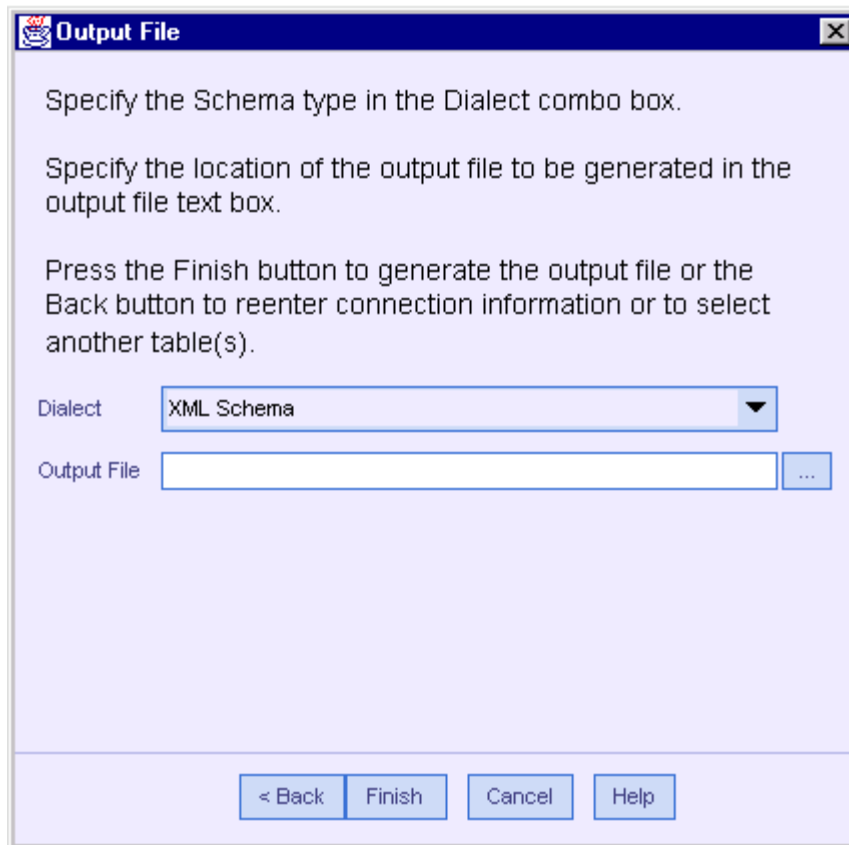 Output File
Specify the Schema type in the Dialect combo box.
Specify the location of the output file to be generated in the
output file text box.
Press the Finish button to generate the output file or the
Back button to reenter connection information or to select
another table(s).
Dialect XML Schema
Output File ...
< Back Finish Cancel Help